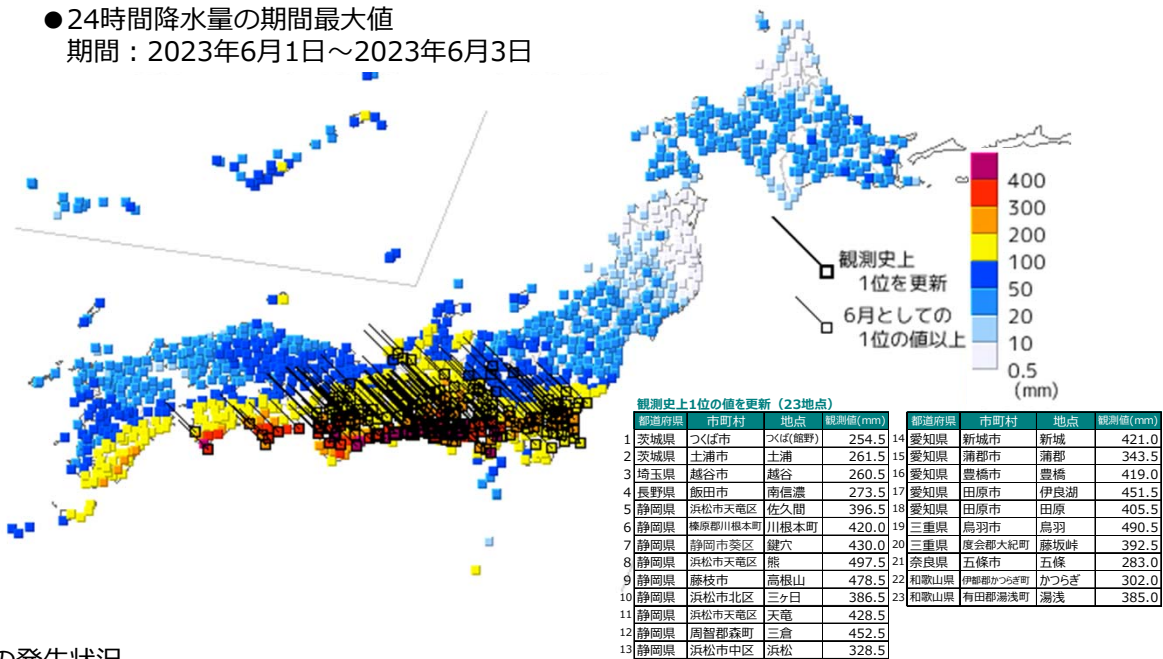 ●24時間降水量の期間最大値
期間：2023年6月1日～2023年6月3日
400
300
200
100
50
20
10
0.5
(mm)
観測史上
1位を更新
6月としての
1位の値以上
観測史上1位の値を更新（23地点）
都道府県 市町村 地点 観測値(mm)
1 茨城県 つくば市 つくば(館野) 254.5
2 茨城県 土浦市 土浦 261.5
3 埼玉県 越谷市 越谷 260.5
4 長野県 飯田市 南信濃 273.5
5 静岡県 浜松市天竜区 佐久間 396.5
6 静岡県 榛原郡川根本町 川根本町 420.0
7 静岡県 静岡市葵区 鍵穴 430.0
8 静岡県 浜松市天竜区 熊 497.5
9 静岡県 藤枝市 高根山 478.5
10 静岡県 浜松市北区 三ヶ日 386.5
11 静岡県 浜松市天竜区 天竜 428.5
12 静岡県 周智郡森町 三倉 452.5
13 静岡県 浜松市中区 浜松 328.5
都道府県 市町村 地点 観測値(mm)
14 愛知県 新城市 新城 421.0
15 愛知県 蒲郡市 蒲郡 343.5
16 愛知県 豊橋市 豊橋 419.0
17 愛知県 田原市 伊良湖 451.5
18 愛知県 田原市 田原 405.5
19 三重県 鳥羽市 鳥羽 490.5
20 三重県 度会郡大紀町 藤坂峠 392.5
21 奈良県 五條市 五條 283.0
22 和歌山県 伊都郡かつらぎ町 かつらぎ 302.0
23 和歌山県 有田郡湯浅町 湯浅 385.0
の発生状況